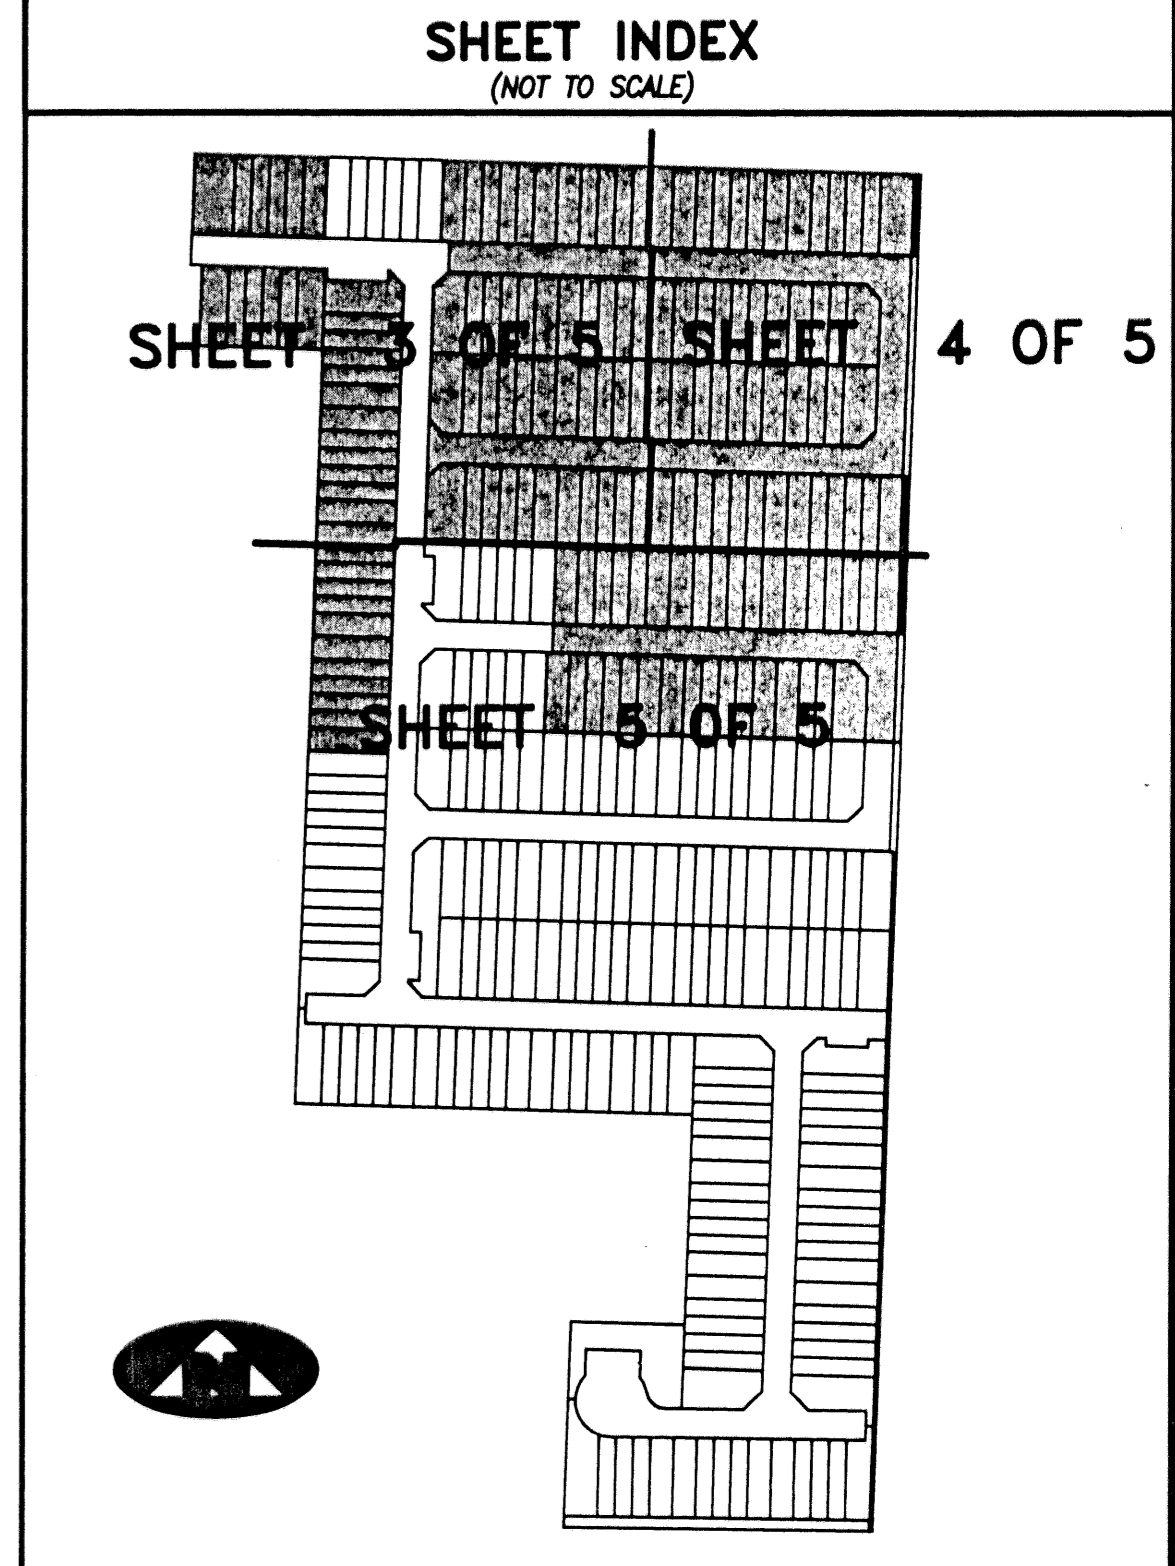 SHEET INDEX
(NOT TO SCALE)
SHEET 3 OF 5
SHEET 4 OF 5
SHEET 5 OF 5
N